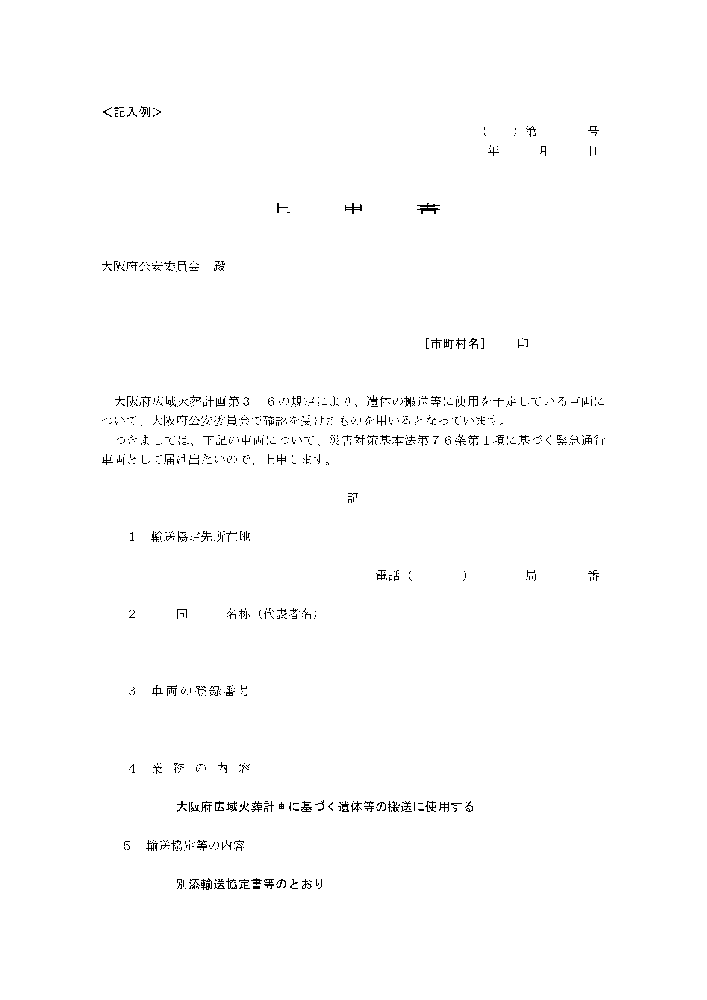 ＜記入例＞
（　　）第　　　　号
年　　　月　　　日
上　　申　　書
大阪府公安委員会　殿
［市町村名］　　印
　大阪府広域火葬計画第３－６の規定により、遺体の搬送等に使用を予定している車両に
ついて、大阪府公安委員会で確認を受けたものを用いるとなっています。
　つきましては、下記の車両について、災害対策基本法第７６条第１項に基づく緊急通行
車両として届け出たいので、上申します。
記
１　輸送協定先所在地
電話（　　　　）　　　　局　　　　番
２　　　同　　　名称（代表者名）
３　車両の登録番号
４　業務の内容
大阪府広域火葬計画に基づく遺体等の搬送に使用する
５　輸送協定等の内容
別添輸送協定書等のとおり